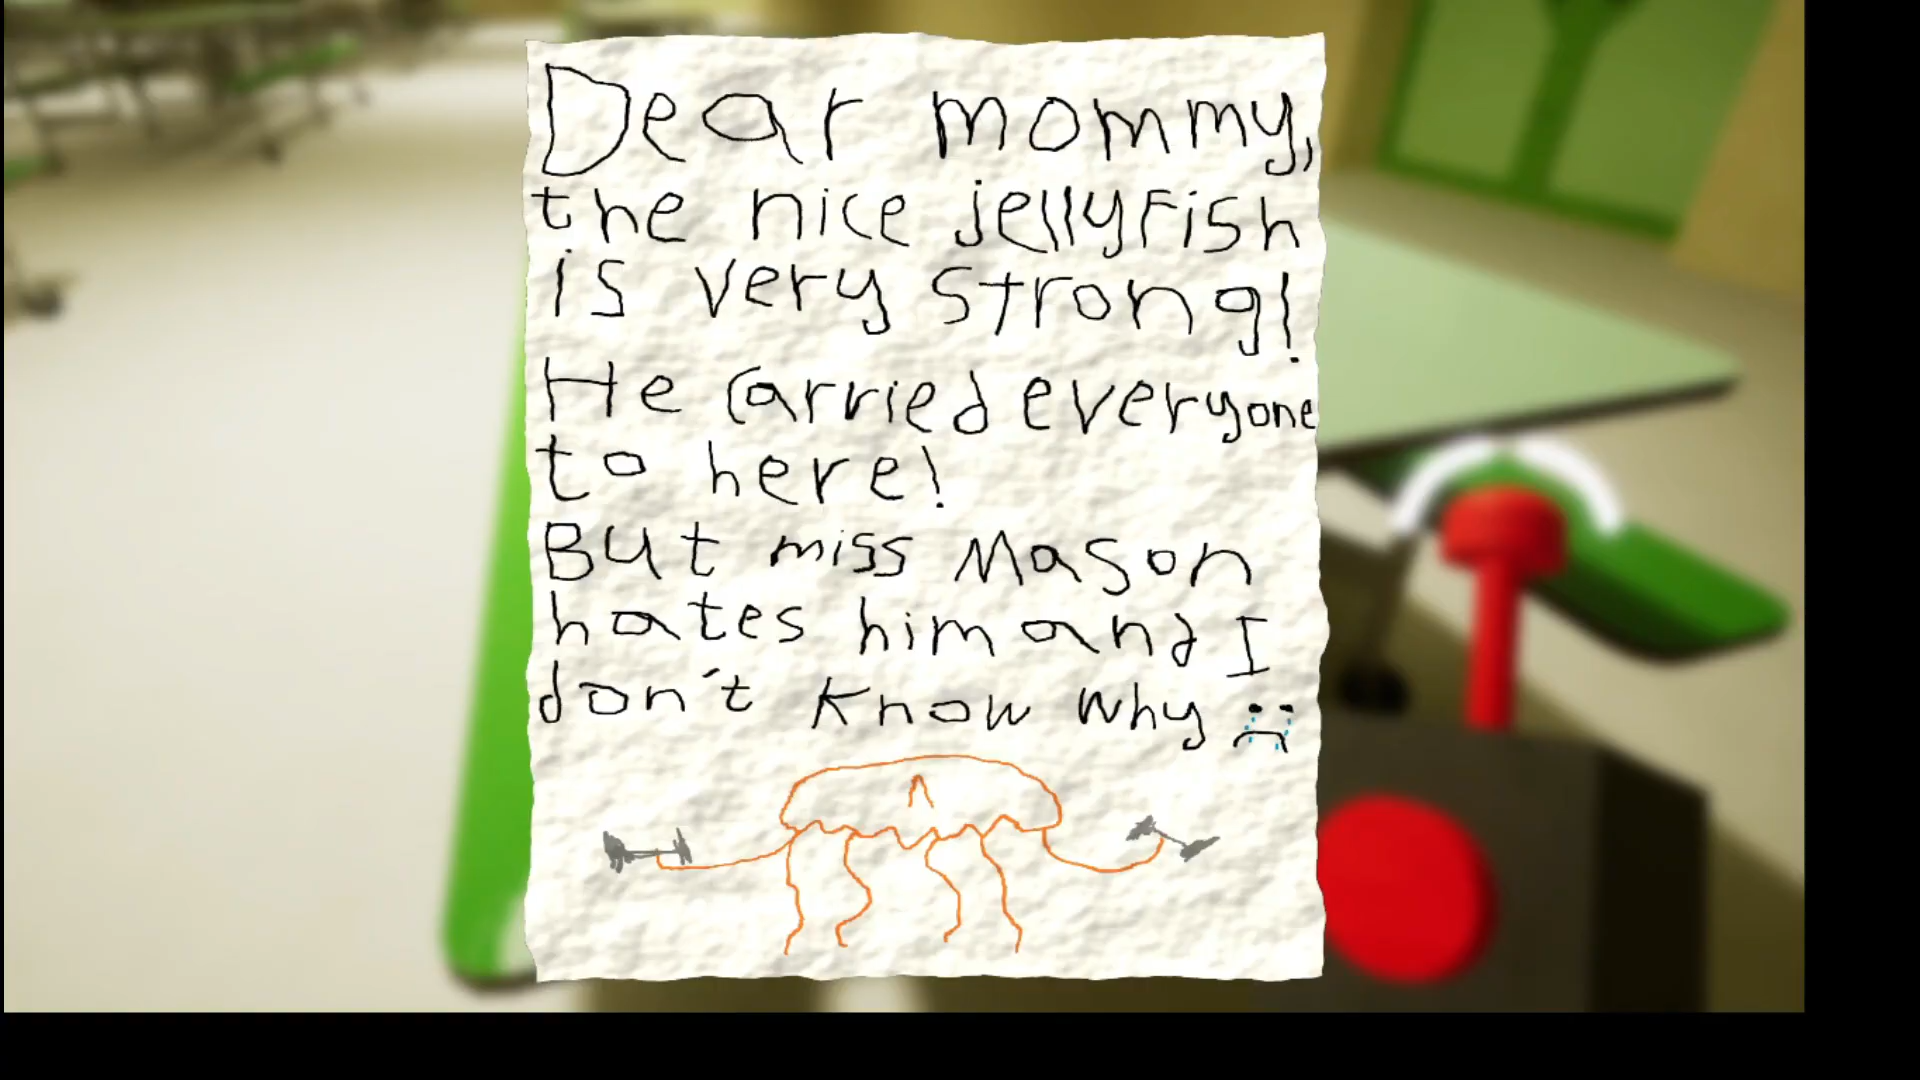 Dear mommy,
the nice jellyfish
is very strong!
He carried everyone
to here!
But miss Mason
hates him and I
don't know why